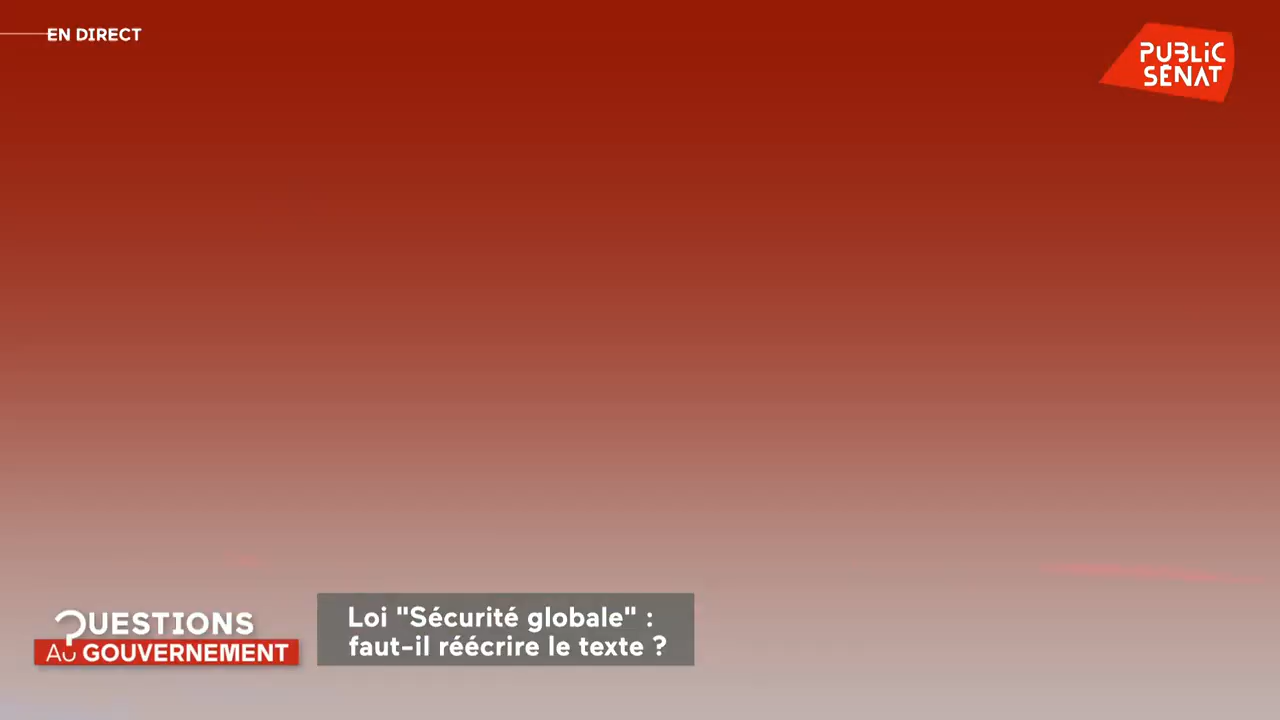 EN DIRECT
PUBLIC
SÉNAT
QUESTIONS
AU GOUVERNEMENT
Loi "Sécurité globale" :
faut-il réécrire le texte ?